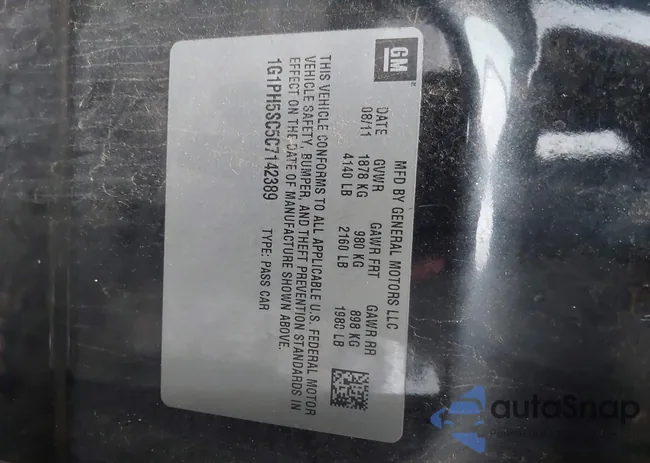 GM
MFD BY GENERAL MOTORS LLC
DATE GVWR GAWR FRT GAWR RR
08/11 1878 KG 980 KG 898 KG
4140 LB 2160 LB 1980 LB
THIS VEHICLE CONFORMS TO ALL APPLICABLE U.S. FEDERAL MOTOR
VEHICLE SAFETY, BUMPER, AND THEFT PREVENTION STANDARDS IN
EFFECT ON THE DATE OF MANUFACTURE SHOWN ABOVE.
1G1PH5SC5C7142389 TYPE: PASS CAR
autoSnap